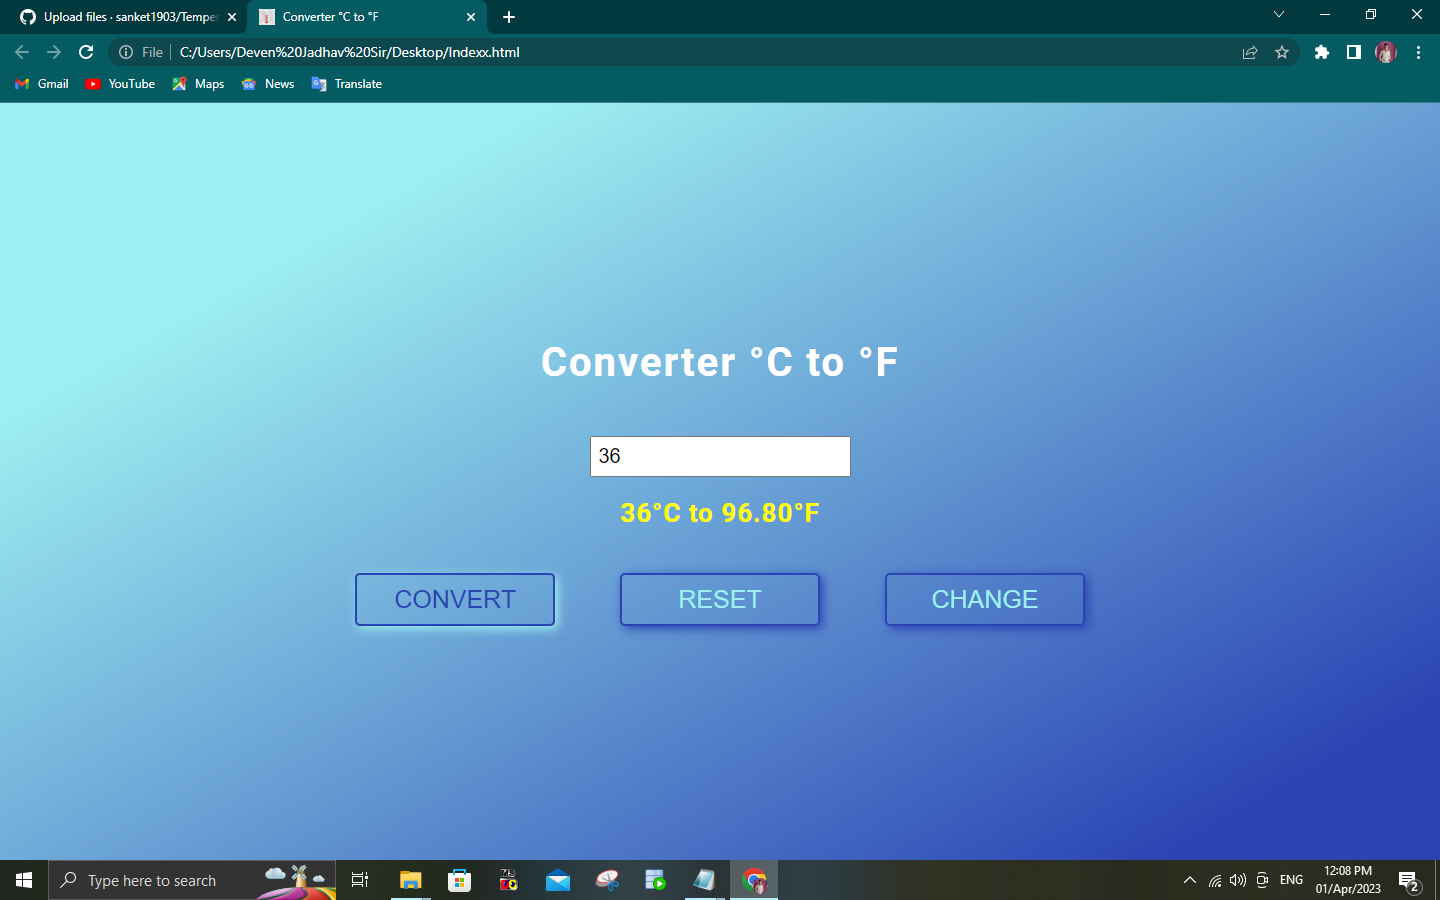 Upload files · sanket1903/Temper
Converter °C to °F
File
C:/Users/Deven%20Jadhav%20Sir/Desktop/Indexx.html
Gmail
YouTube
Maps
News
Translate
Converter °C to °F
36
36°C to 96.80°F
CONVERT
RESET
CHANGE
Type here to search
ENG
12:08 PM
01/Apr/2023
2